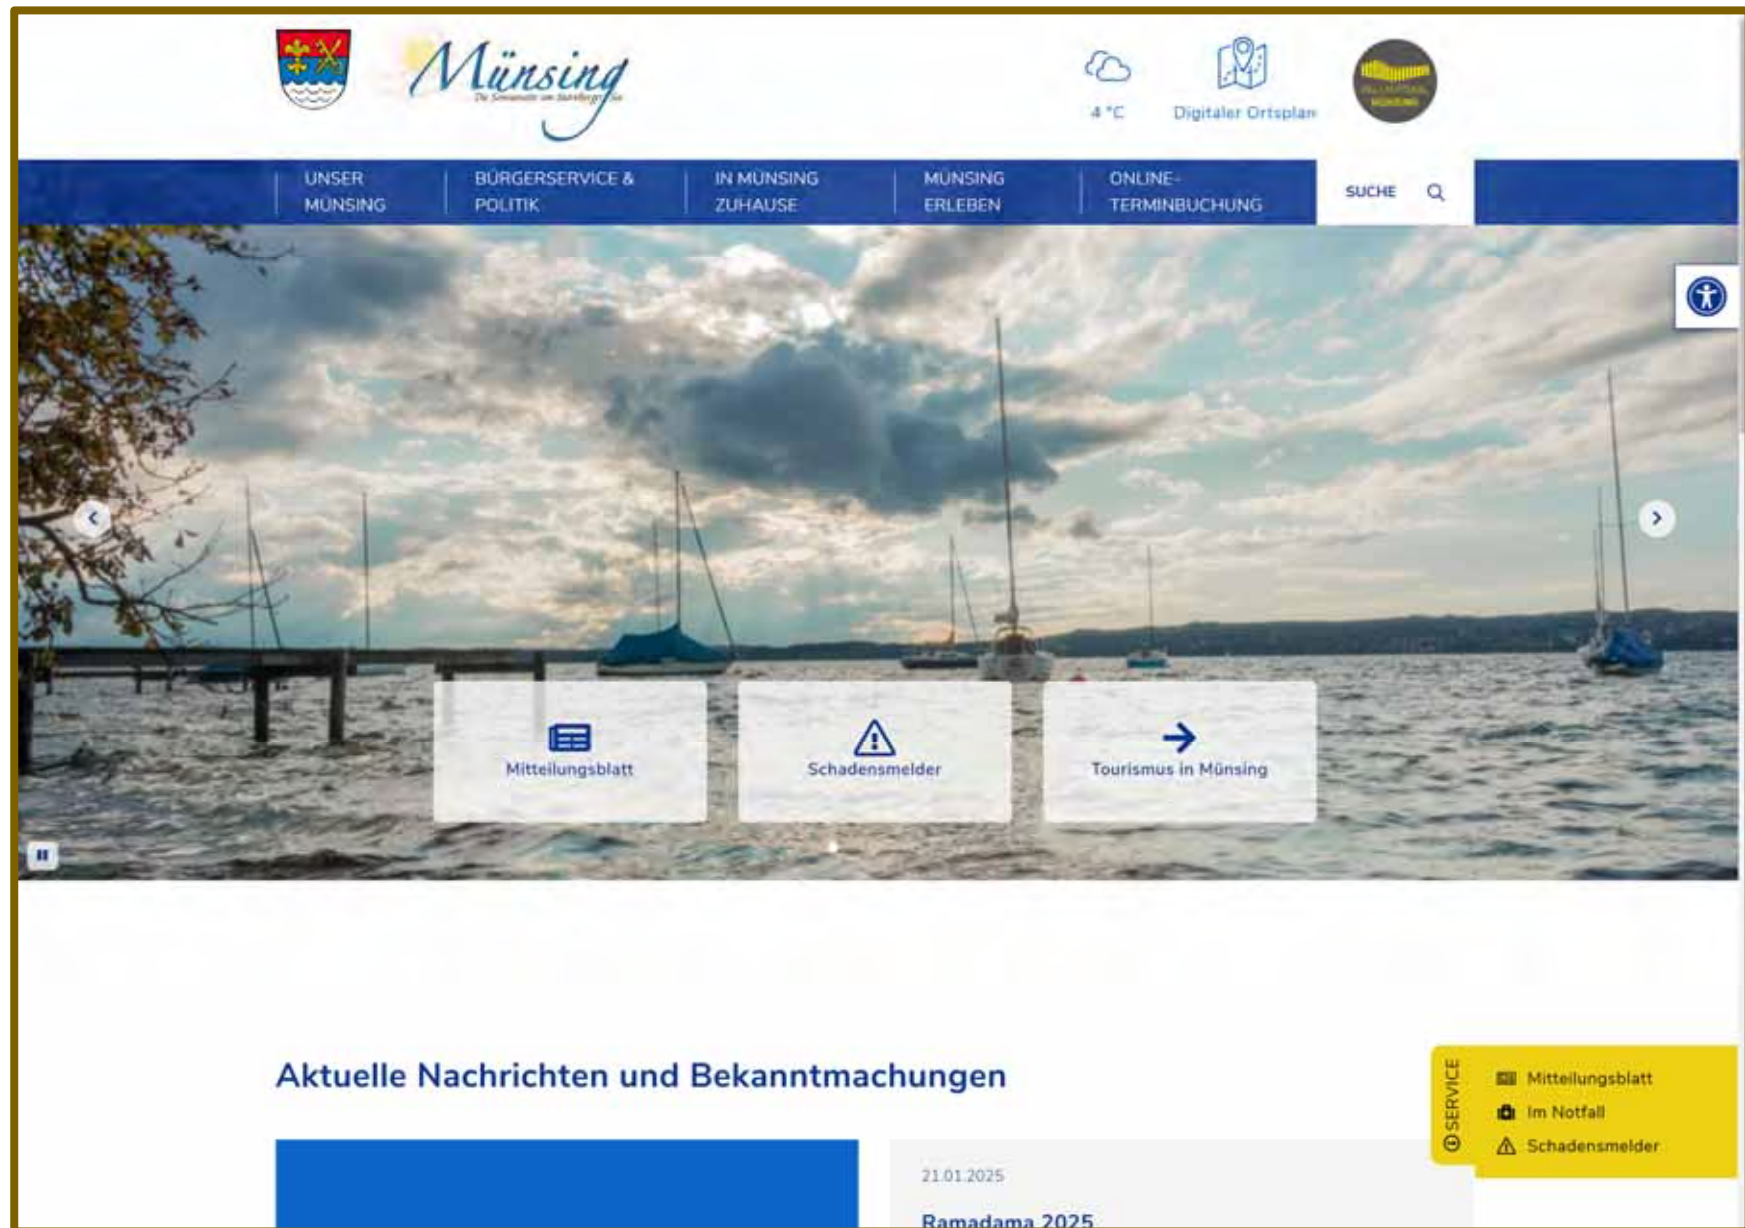 Münsing
4 °C
Digitaler Ortsplan
MÜNSING
UNSER
MÜNSING
BÜRGERSERVICE &
POLITIK
IN MÜNSING
ZUHAUSE
MÜNSING
ERLEBEN
ONLINE-
TERMINBUCHUNG
SUCHE
Mitteilungsblatt
Schadensmelder
Tourismus in Münsing
Aktuelle Nachrichten und Bekanntmachungen
SERVICE
Mitteilungsblatt
Im Notfall
Schadensmelder
21.01.2025
Ramadama 2025